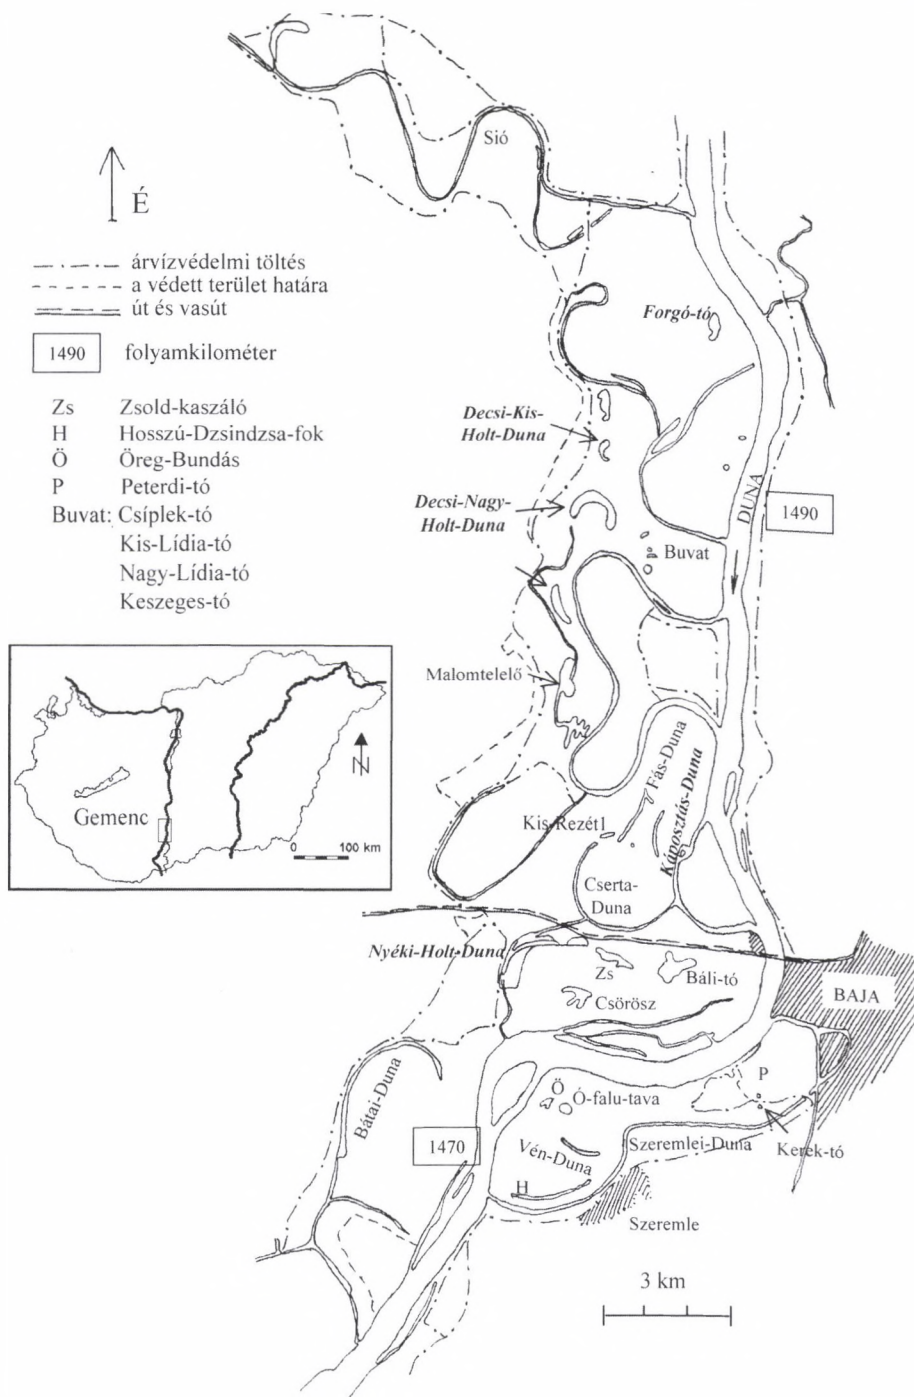 Sió
É
árvízvédelmi töltés
a védett terület határa
út és vasút
1490 folyamkilométer
Zs Zsold-kaszáló
H Hosszú-Dzsindzsa-fok
Ö Öreg-Bundás
P Peterdi-tó
Buvat: Csíplek-tó
Kis-Lídia-tó
Nagy-Lídia-tó
Keszeges-tó
Forgó-tó
Decsi-Kis-
Holt-Duna
Decsi-Nagy-
Holt-Duna
DUNA
1490
Buvat
Malomtelelő
Fás-Duna
Káposztás-Duna
Kis-Rezét1
Gemenc
N
0 100 km
Cserta-
Duna
Nyéki-Holt-Duna
Zs
Báli-tó
Csörösz
BAJA
Bátai-Duna
Ö
Ó-falu-tava
P
1470
Vén-Duna
Szeremlei-Duna
Kerek-tó
H
Szeremle
3 km